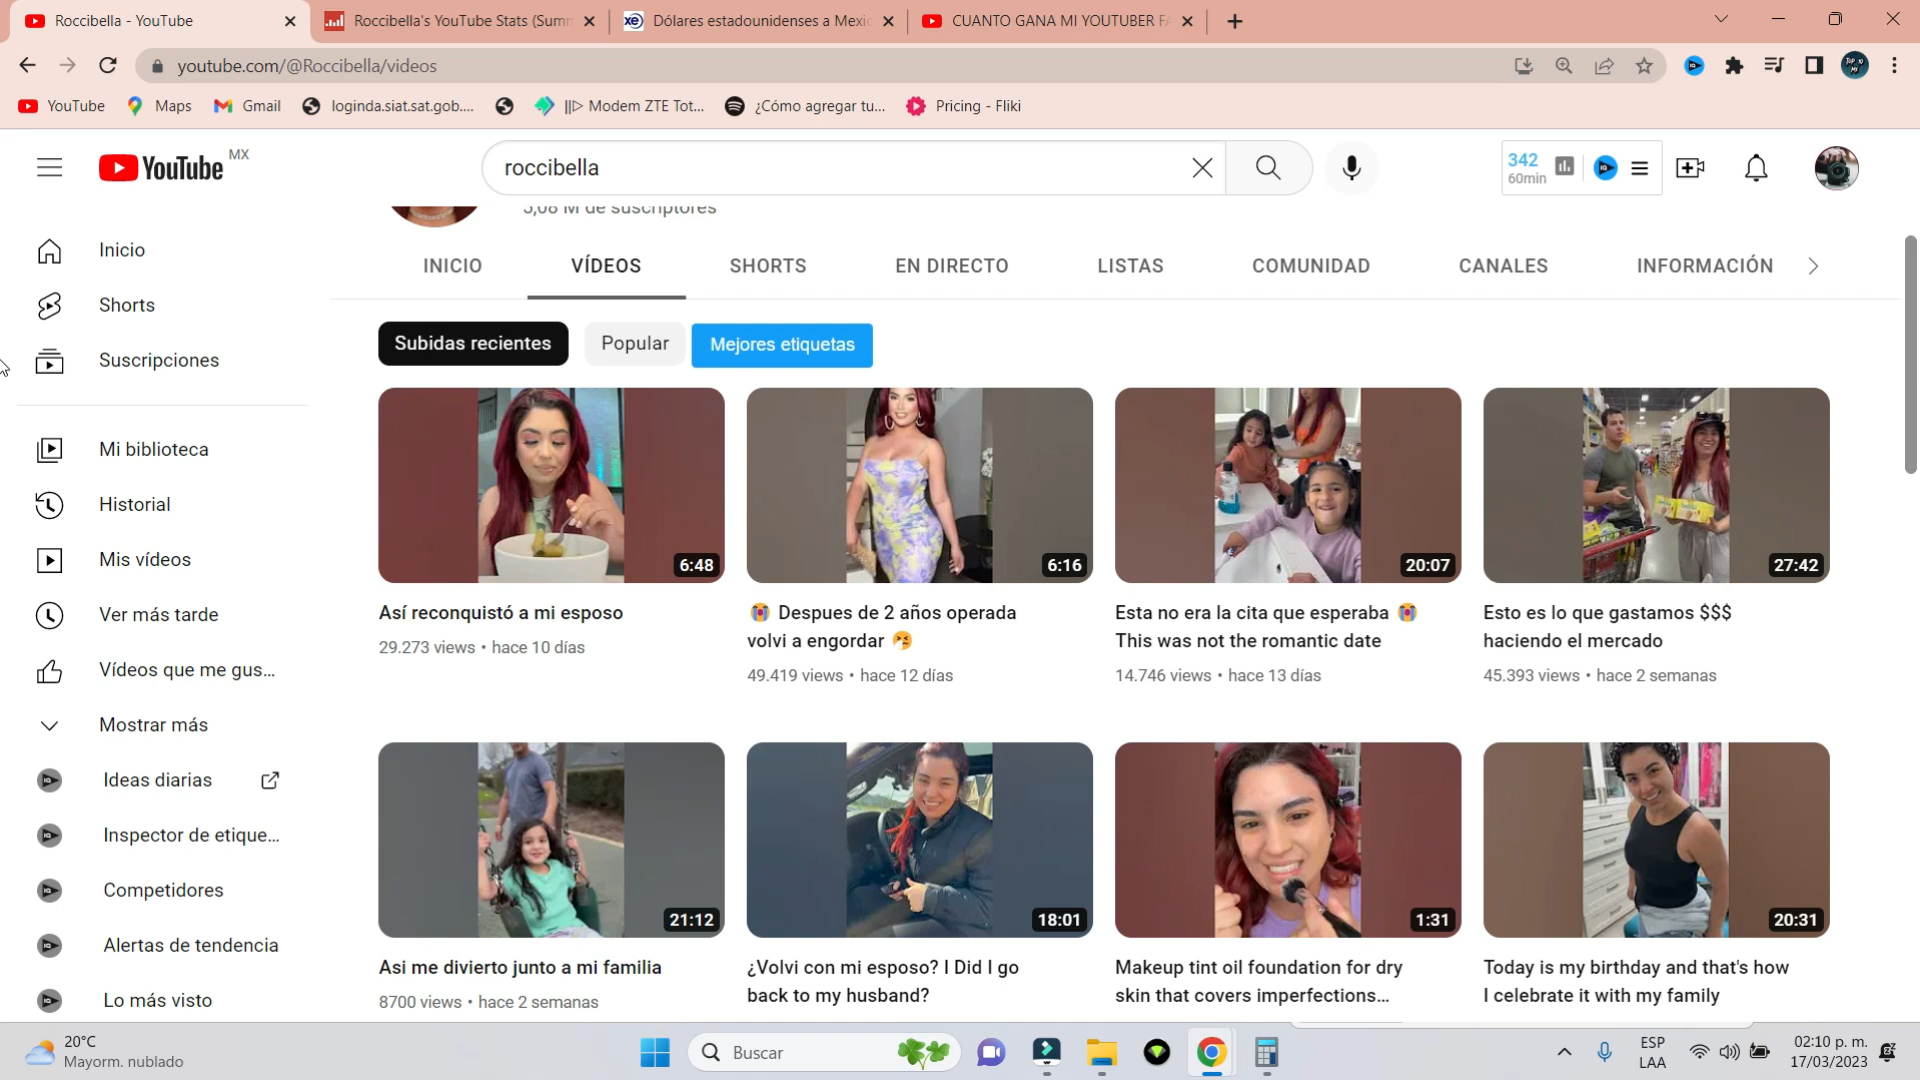 Roccibella - YouTube
Roccibella's YouTube Stats (Sum
Dólares estadounidenses a Mexic
CUANTO GANA MI YOUTUBER FA
youtube.com/@Roccibella/videos
YouTube
Maps
Gmail
loginda.siat.sat.gob....
||▷ Modem ZTE Tot...
¿Cómo agregar tu...
Pricing - Fliki
YouTube MX
roccibella
342
60min
5,08 M de suscriptores
INICIO
VÍDEOS
SHORTS
EN DIRECTO
LISTAS
COMUNIDAD
CANALES
INFORMACIÓN
Inicio
Shorts
Suscripciones
Mi biblioteca
Historial
Mis vídeos
Ver más tarde
Vídeos que me gus...
Mostrar más
Ideas diarias
Inspector de etique...
Competidores
Alertas de tendencia
Lo más visto
Subidas recientes
Popular
Mejores etiquetas
6:48
Así reconquistó a mi esposo
29.273 views • hace 10 días
6:16
😭 Despues de 2 años operada
volvi a engordar 🤧
49.419 views • hace 12 días
20:07
Esta no era la cita que esperaba 😭
This was not the romantic date
14.746 views • hace 13 días
27:42
Esto es lo que gastamos $$$
haciendo el mercado
45.393 views • hace 2 semanas
21:12
Asi me divierto junto a mi familia
8700 views • hace 2 semanas
18:01
¿Volvi con mi esposo? I Did I go
back to my husband?
1:31
Makeup tint oil foundation for dry
skin that covers imperfections...
20:31
Today is my birthday and that's how
I celebrate it with my family
20°C
Mayorm. nublado
Buscar
ESP
LAA
02:10 p. m.
17/03/2023